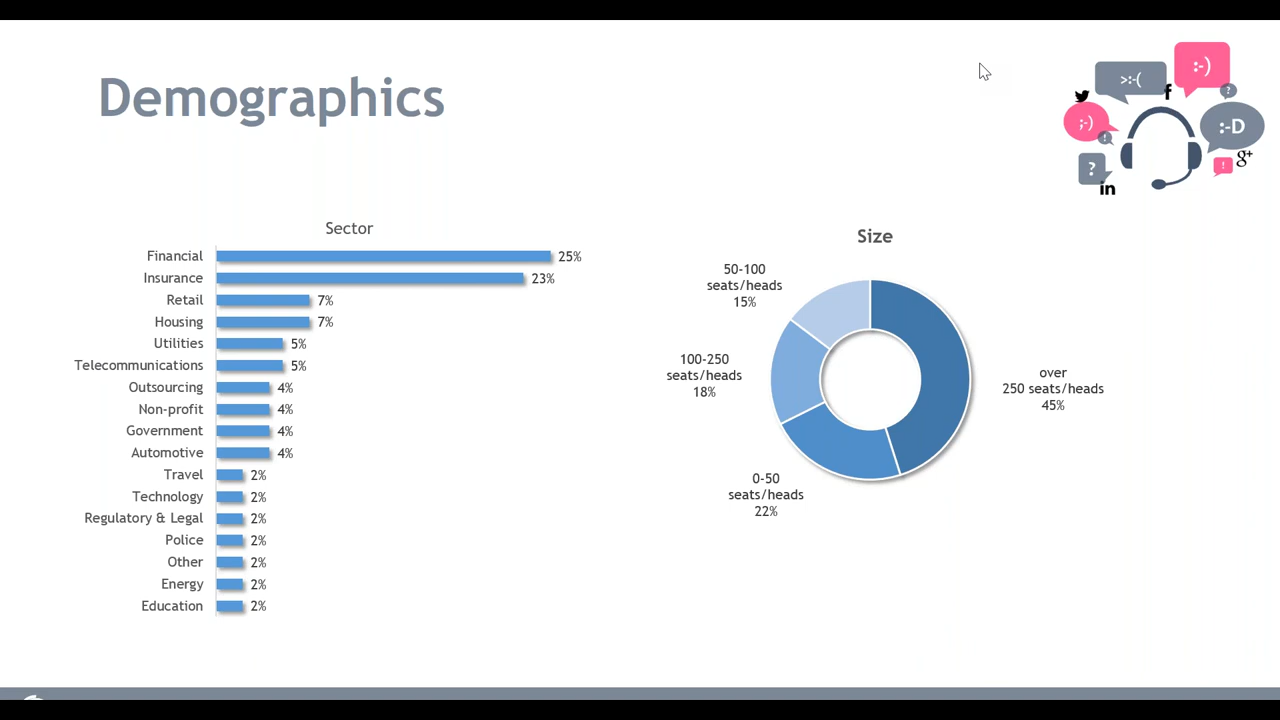 Demographics
>:-(
:-)
f
?
;-)
!
:-D
?
!
g+
in
Sector
Financial 25%
Insurance 23%
Retail 7%
Housing 7%
Utilities 5%
Telecommunications 5%
Outsourcing 4%
Non-profit 4%
Government 4%
Automotive 4%
Travel 2%
Technology 2%
Regulatory & Legal 2%
Police 2%
Other 2%
Energy 2%
Education 2%
Size
50-100
seats/heads
15%
100-250
seats/heads
18%
over
250 seats/heads
45%
0-50
seats/heads
22%